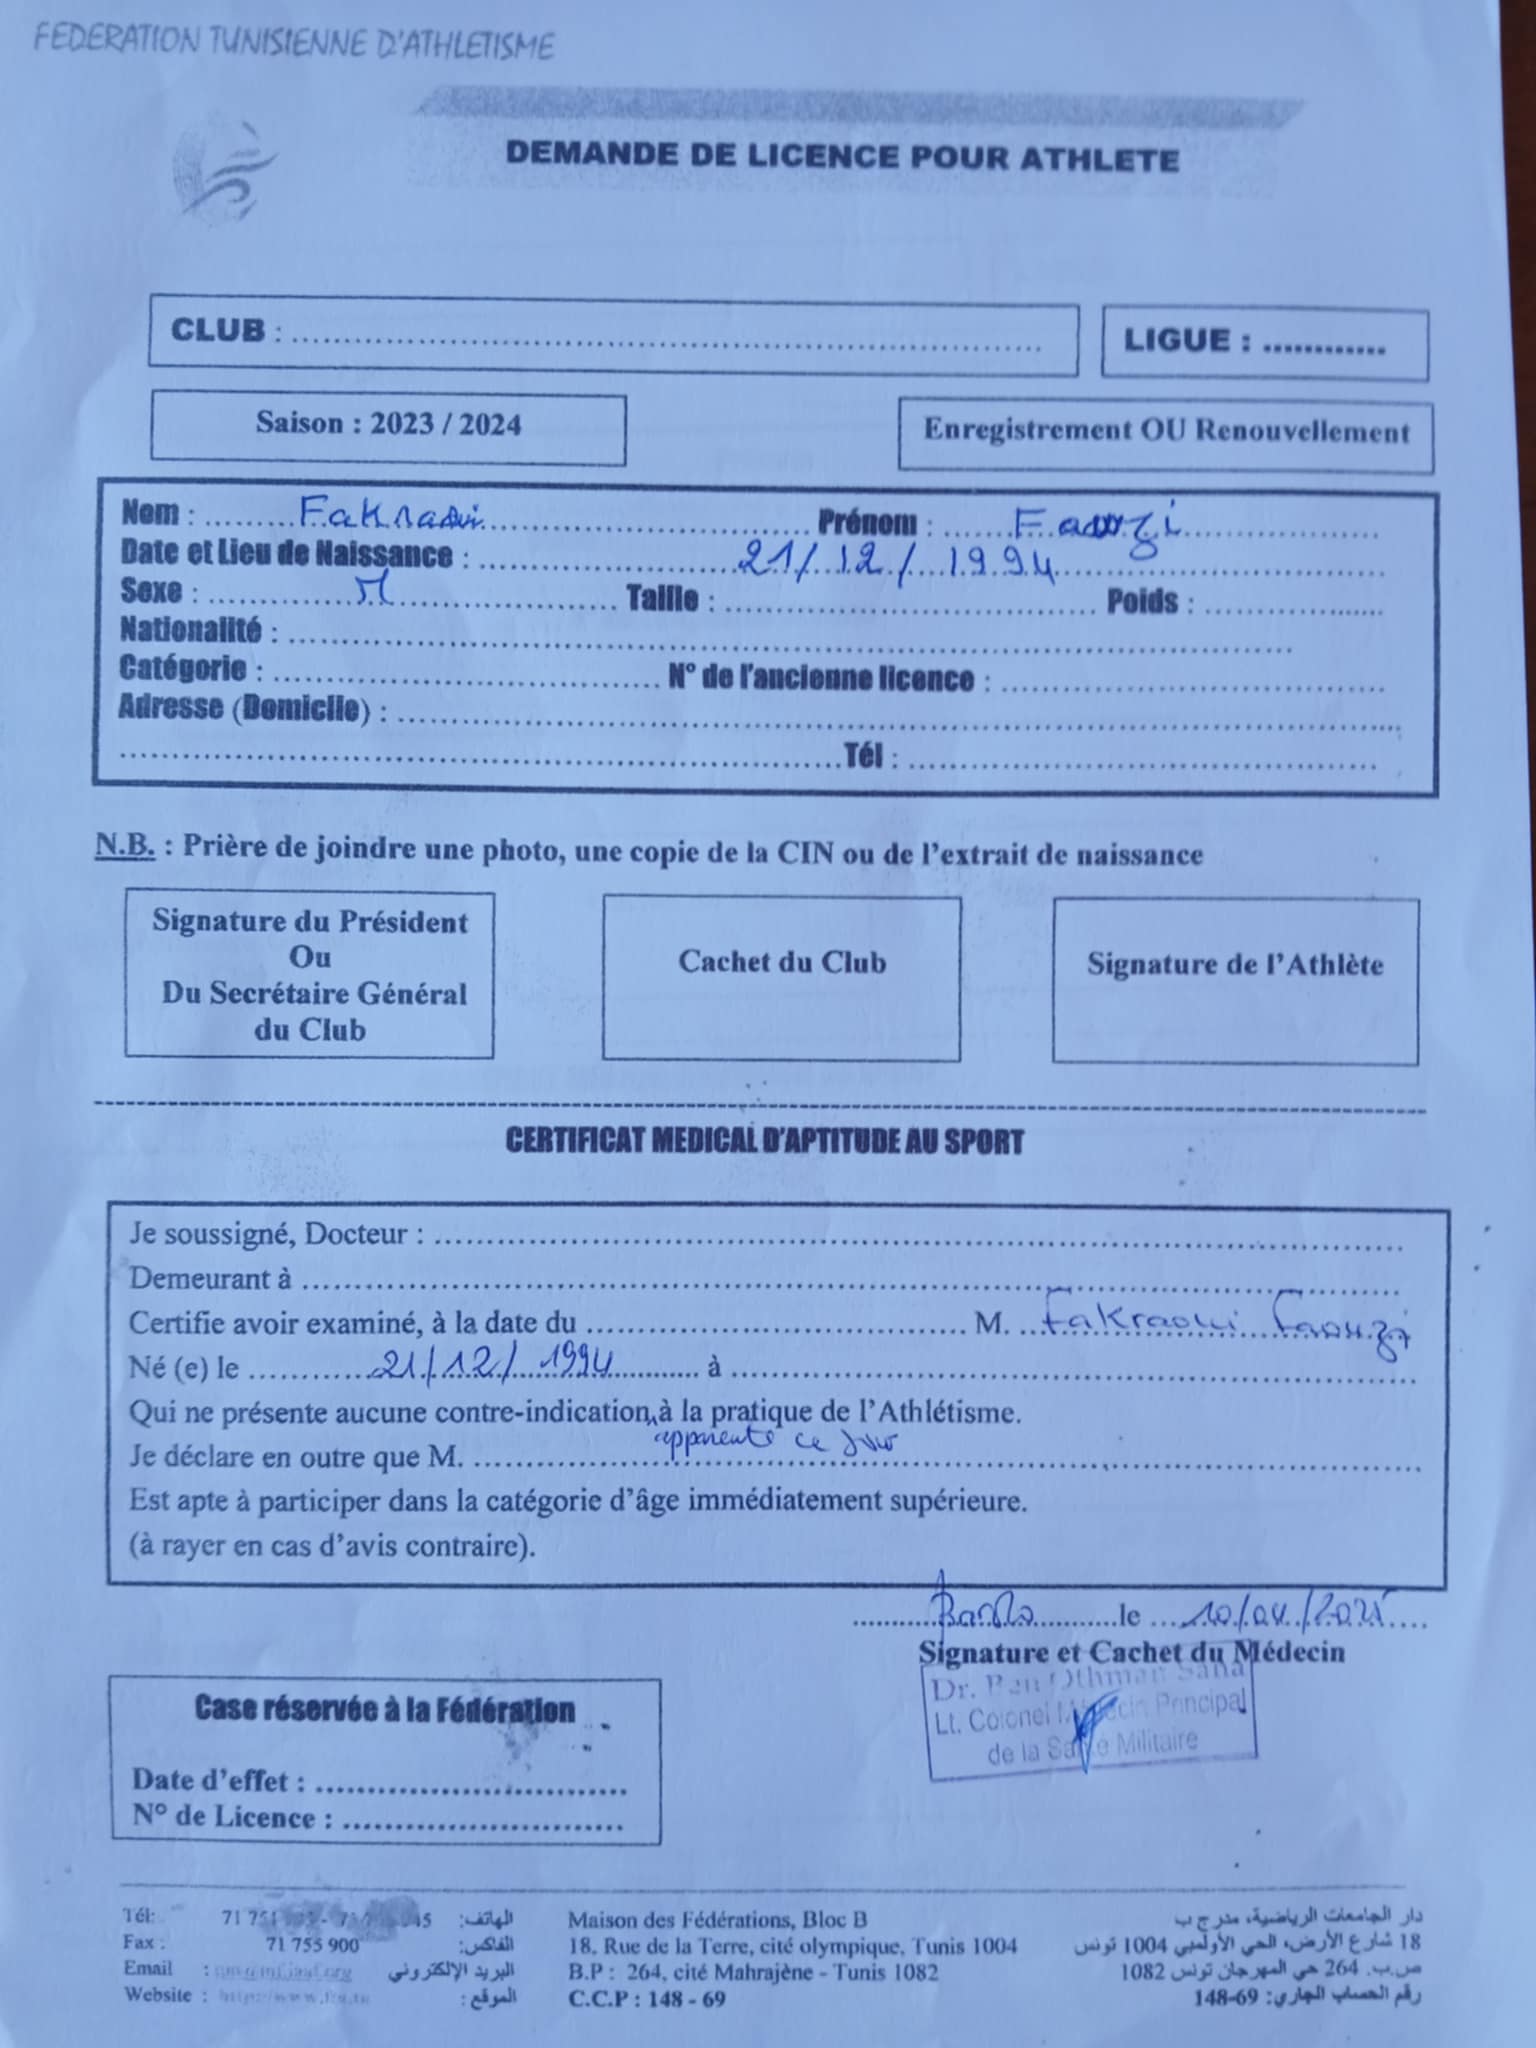 FEDERATION TUNISIENNE D'ATHLETISME
DEMANDE DE LICENCE POUR ATHLETE
CLUB : ........................................................
LIGUE : ............
Saison : 2023 / 2024
Enregistrement OU Renouvellement
Nom : Fakraoui Prénom : Faouzi
Date et Lieu de Naissance : 21/12/1994
Sexe : M Taille : .................... Poids : ....................
Nationalité : ....................
Catégorie : .................... N° de l'ancienne licence : ....................
Adresse (Domicile) : ....................
.................... Tél : ....................
N.B. : Prière de joindre une photo, une copie de la CIN ou de l'extrait de naissance
Signature du Président
Ou
Du Secrétaire Général
du Club
Cachet du Club
Signature de l'Athlète
CERTIFICAT MEDICAL D'APTITUDE AU SPORT
Je soussigné, Docteur : ....................
Demeurant à ....................
Certifie avoir examiné, à la date du .................... M. Fakraoui Faouzi
Né (e) le 21/12/1994 à ....................
Qui ne présente aucune contre-indication à la pratique de l'Athlétisme.
apparente ce jour
Je déclare en outre que M. ....................
Est apte à participer dans la catégorie d'âge immédiatement supérieure.
(à rayer en cas d'avis contraire).
le 10/04/2025
Signature et Cachet du Médecin
Dr. Ben Othman Sana
Lt. Colonel Médecin Principal
de la Santé Militaire
Case réservée à la Fédération
Date d'effet : ....................
N° de Licence : ....................
Tél: 71 751 الهاتف:
Fax : 71 755 900 الفاكس:
Email : البريد الإلكتروني
Website : الموقع:
Maison des Fédérations, Bloc B
18, Rue de la Terre, cité olympique, Tunis 1004
B.P : 264, cité Mahrajène - Tunis 1082
C.C.P : 148 - 69
دار الجامعات الرياضية، مدرج ب
18 شارع الأرض، الحي الأولمبي 1004 تونس
ص.ب. 264 حي المهرجان تونس 1082
رقم الحساب الجاري: 69-148